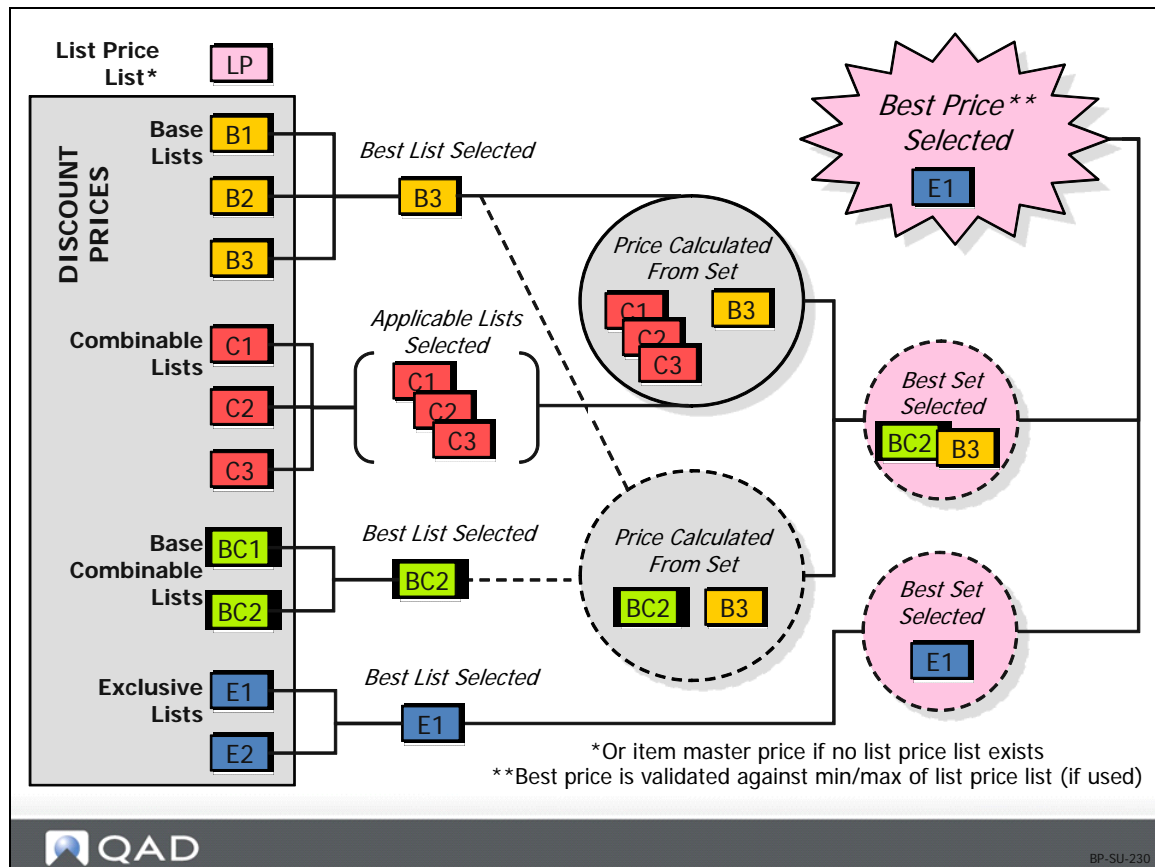 List Price
List*
LP
DISCOUNT
PRICES
Base
Lists
B1
B2
B3
Best List Selected
B3
Combinable
Lists
C1
C2
C3
Applicable Lists
Selected
C1
C2
C3
Base
Combinable
Lists
BC1
BC2
Best List Selected
BC2
Exclusive
Lists
E1
E2
Best List Selected
E1
Price Calculated
From Set
C1
C2
C3
B3
Price Calculated
From Set
BC2
B3
Best Set
Selected
BC2
B3
Best Set
Selected
E1
Best Price**
Selected
E1
*Or item master price if no list price list exists
**Best price is validated against min/max of list price list (if used)
QAD
BP-SU-230